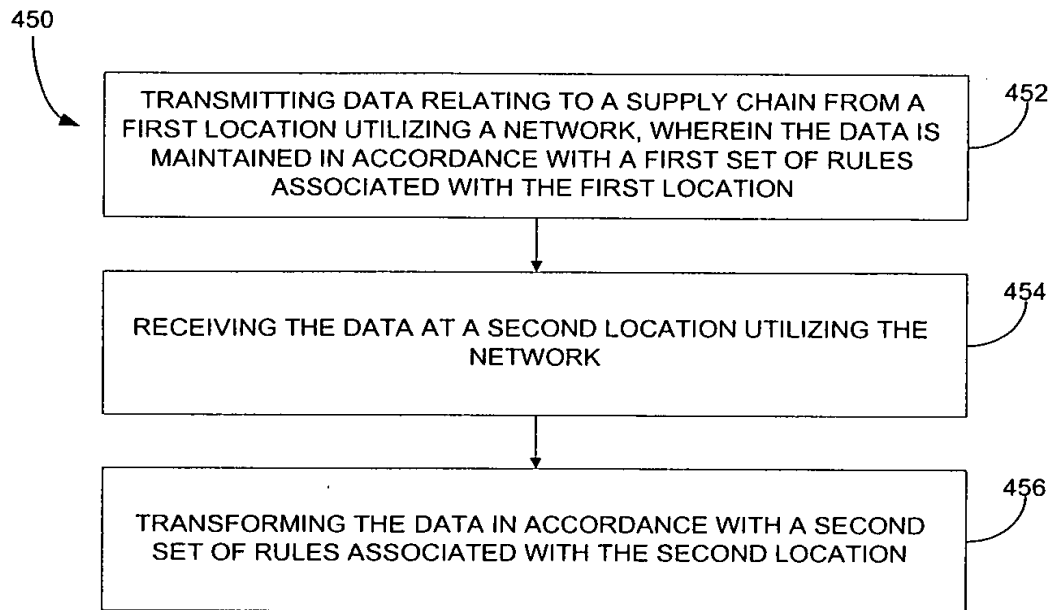 450
TRANSMITTING DATA RELATING TO A SUPPLY CHAIN FROM A
FIRST LOCATION UTILIZING A NETWORK, WHEREIN THE DATA IS
MAINTAINED IN ACCORDANCE WITH A FIRST SET OF RULES
ASSOCIATED WITH THE FIRST LOCATION
452
RECEIVING THE DATA AT A SECOND LOCATION UTILIZING THE
NETWORK
454
TRANSFORMING THE DATA IN ACCORDANCE WITH A SECOND
SET OF RULES ASSOCIATED WITH THE SECOND LOCATION
456